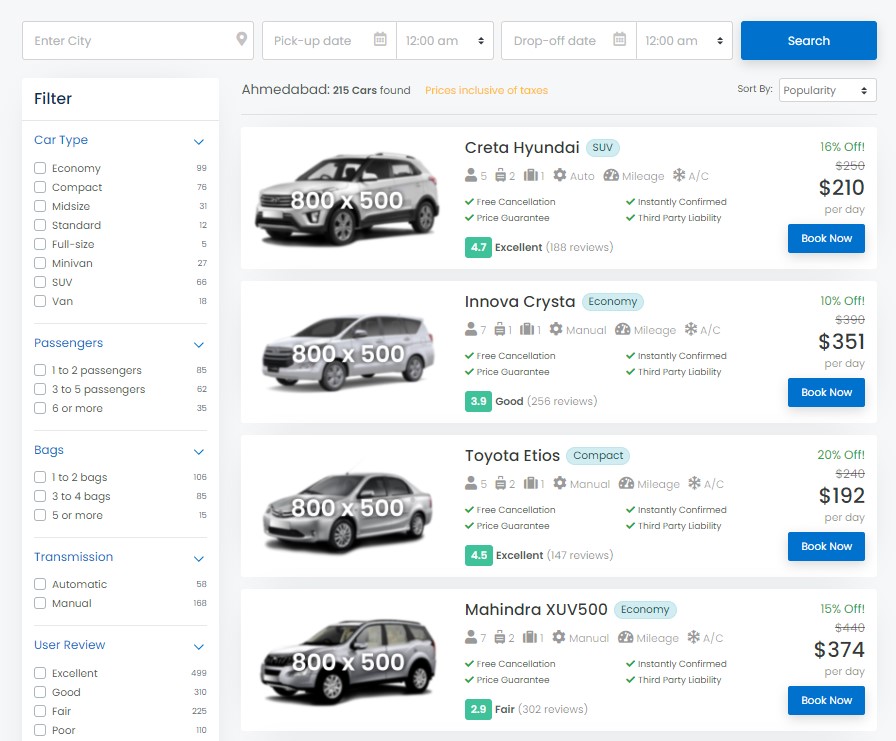 Enter City
Pick-up date
12:00 am
Drop-off date
12:00 am
Search
Filter
Car Type
Economy 99
Compact 76
Midsize 31
Standard 12
Full-size 5
Minivan 27
SUV 66
Van 18
Passengers
1 to 2 passengers 85
3 to 5 passengers 62
6 or more 35
Bags
1 to 2 bags 106
3 to 4 bags 85
5 or more 15
Transmission
Automatic 58
Manual 168
User Review
Excellent 499
Good 310
Fair 225
Poor 110
Ahmedabad: 215 Cars found Prices inclusive of taxes
Sort By: Popularity
800 x 500
Creta Hyundai SUV
5 2 1 Auto Mileage A/C
Free Cancellation Instantly Confirmed
Price Guarantee Third Party Liability
4.7 Excellent (188 reviews)
16% Off!
$250
$210
per day
Book Now
800 x 500
Innova Crysta Economy
7 1 1 Manual Mileage A/C
Free Cancellation Instantly Confirmed
Price Guarantee Third Party Liability
3.9 Good (256 reviews)
10% Off!
$390
$351
per day
Book Now
800 x 500
Toyota Etios Compact
5 2 1 Manual Mileage A/C
Free Cancellation Instantly Confirmed
Price Guarantee Third Party Liability
4.5 Excellent (147 reviews)
20% Off!
$240
$192
per day
Book Now
800 x 500
Mahindra XUV500 Economy
7 2 1 Manual Mileage A/C
Free Cancellation Instantly Confirmed
Price Guarantee Third Party Liability
2.9 Fair (302 reviews)
15% Off!
$440
$374
per day
Book Now